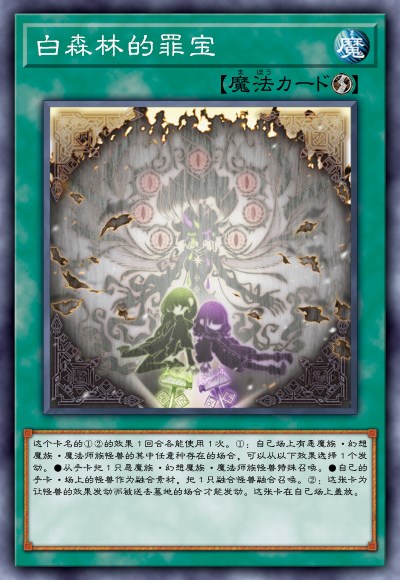 白森林的罪宝
魔
【魔法カード】
まほう
这个卡名的①②的效果1回合各能使用1次。①：自己场上有恶魔族·幻想
魔族·魔法师族怪兽的其中任意种存在的场合，可以从以下效果选择1个发
动。●从手卡把1只恶魔族·幻想魔族·魔法师族怪兽特殊召唤。●自己的
手卡·场上的怪兽作为融合素材，把1只融合怪兽融合召唤。②：这张卡为
让怪兽的效果发动而被送去墓地的场合才能发动。这张卡在自己场上盖放。